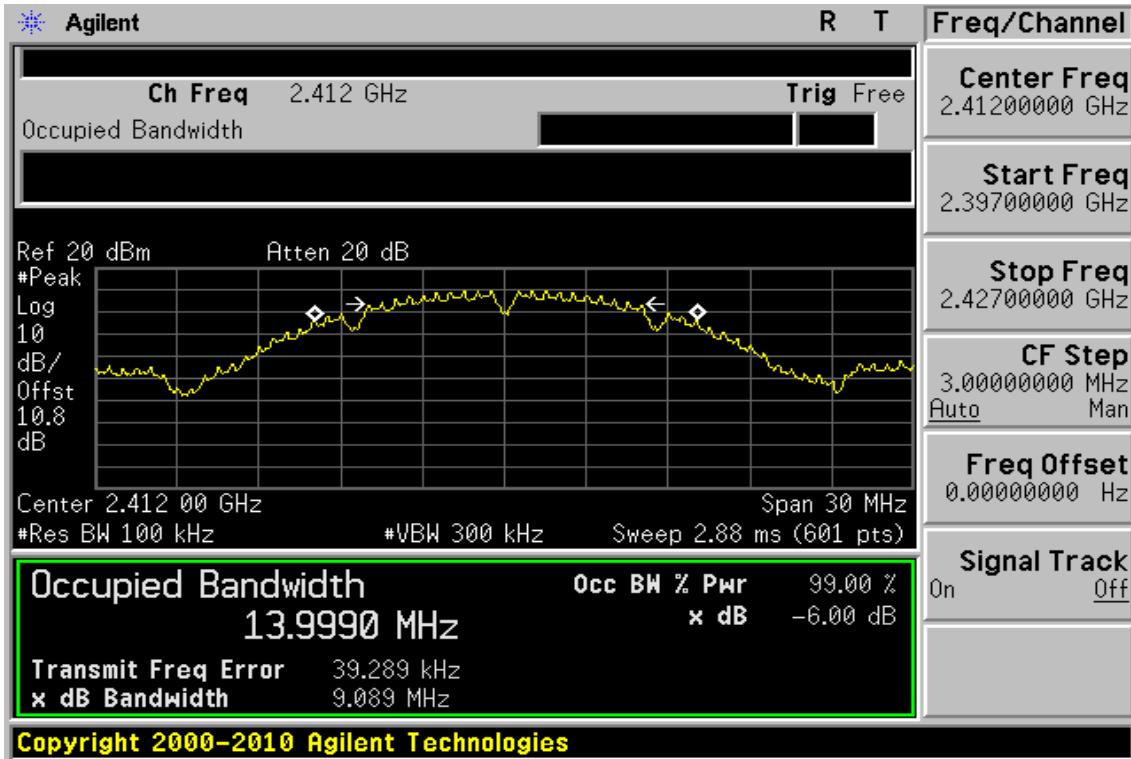 Agilent R T
Ch Freq 2.412 GHz Trig Free
Occupied Bandwidth
Ref 20 dBm Atten 20 dB
#Peak
Log
10
dB/
Offst
10.8
dB
Center 2.412 00 GHz Span 30 MHz
#Res BW 100 kHz #VBW 300 kHz Sweep 2.88 ms (601 pts)
Occupied Bandwidth
13.9990 MHz
Occ BW % Pwr 99.00 %
x dB -6.00 dB
Transmit Freq Error 39.289 kHz
x dB Bandwidth 9.089 MHz
Copyright 2000-2010 Agilent Technologies
Freq/Channel
Center Freq
2.41200000 GHz
Start Freq
2.39700000 GHz
Stop Freq
2.42700000 GHz
CF Step
3.00000000 MHz
Auto Man
Freq Offset
0.00000000 Hz
Signal Track
On Off